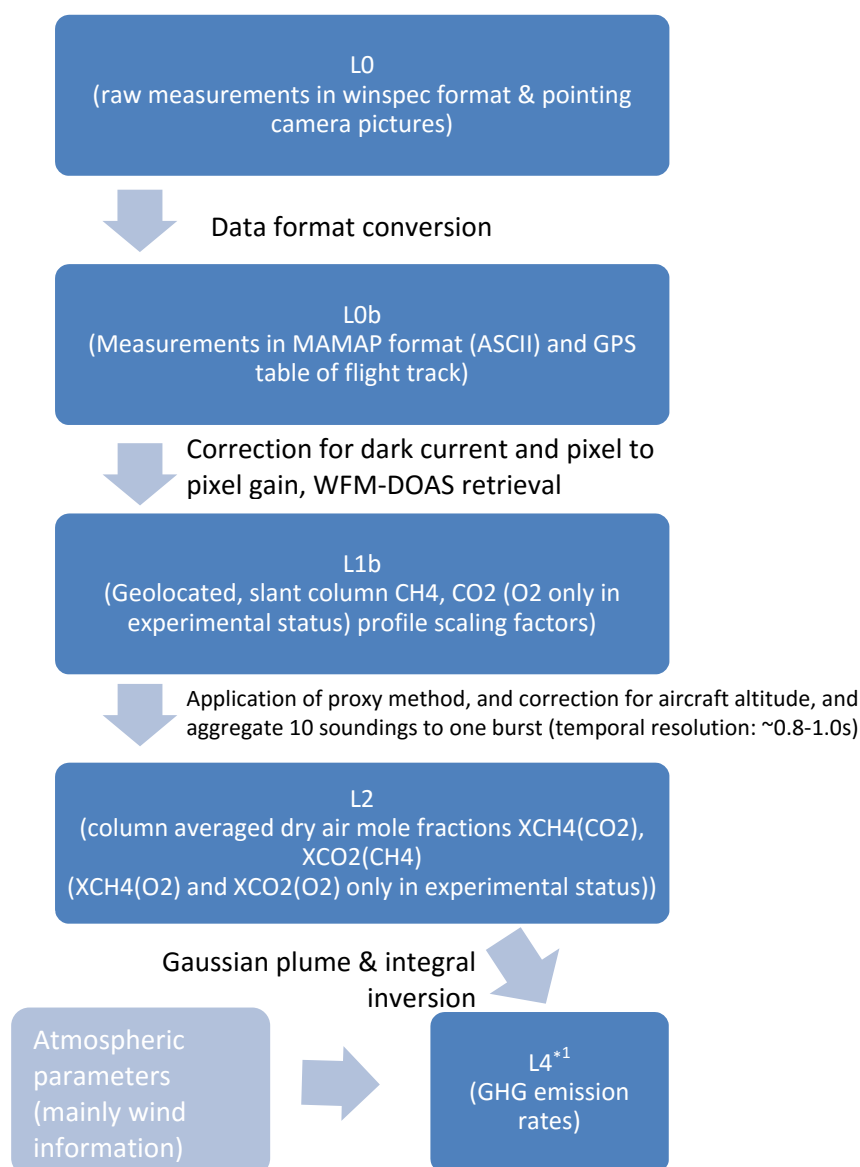 L0
(raw measurements in winspec format & pointing
camera pictures)
Data format conversion
L0b
(Measurements in MAMAP format (ASCII) and GPS
table of flight track)
Correction for dark current and pixel to
pixel gain, WFM-DOAS retrieval
L1b
(Geolocated, slant column CH4, CO2 (O2 only in
experimental status) profile scaling factors)
Application of proxy method, and correction for aircraft altitude, and
aggregate 10 soundings to one burst (temporal resolution: ~0.8-1.0s)
L2
(column averaged dry air mole fractions XCH4(CO2),
XCO2(CH4)
(XCH4(O2) and XCO2(O2) only in experimental status))
Gaussian plume & integral
inversion
Atmospheric
parameters
(mainly wind
information)
L4*1
(GHG emission
rates)